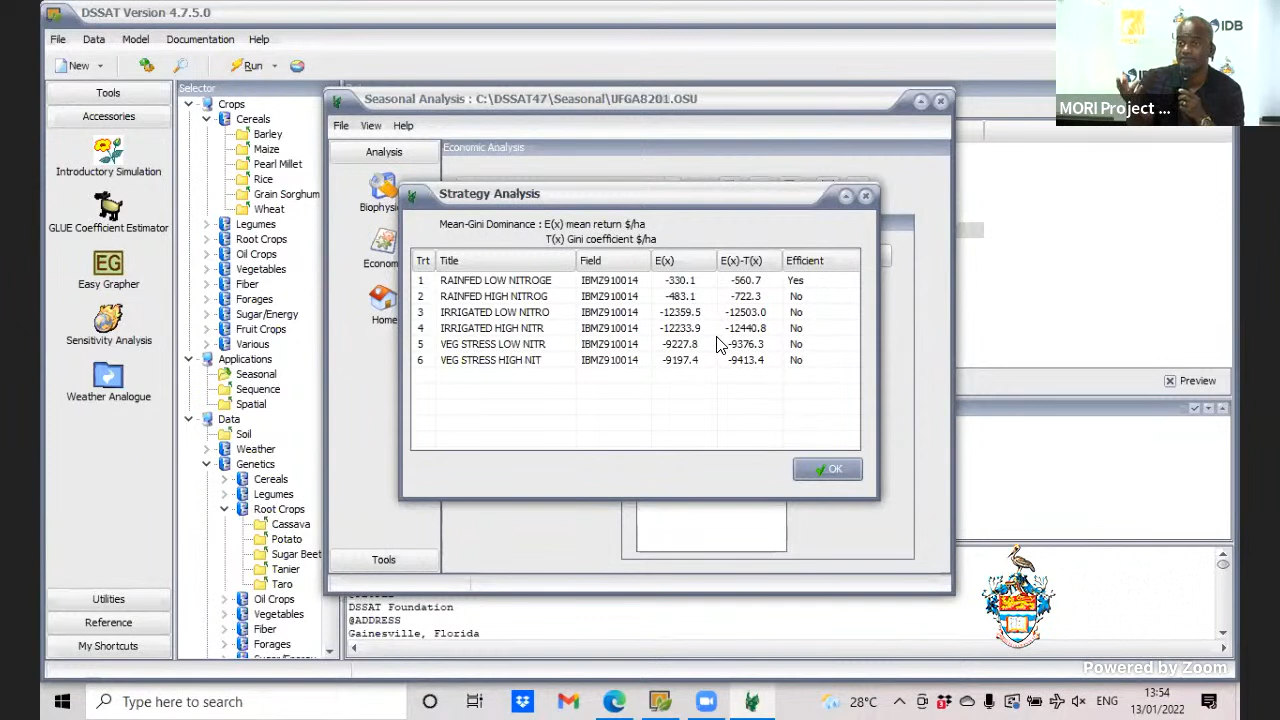 DSSAT Version 4.7.5.0
File Data Model Documentation Help
New Run
Tools
Accessories
Introductory Simulation
GLUE Coefficient Estimator
EG
Easy Grapher
Sensitivity Analysis
Weather Analogue
Utilities
Reference
My Shortcuts
Selector
Crops
Cereals
Barley
Maize
Pearl Millet
Rice
Grain Sorghum
Wheat
Legumes
Root Crops
Oil Crops
Vegetables
Fiber
Forages
Sugar/Energy
Fruit Crops
Various
Applications
Seasonal
Sequence
Spatial
Data
Soil
Weather
Genetics
Cereals
Legumes
Root Crops
Cassava
Potato
Sugar Beet
Tanier
Taro
Oil Crops
Vegetables
Fiber
Forages
Seasonal Analysis : C:\DSSAT47\Seasonal\UFGA8201.OSU
File View Help
Analysis
Economic Analysis
Biophysi
Econom
Home
Tools
Strategy Analysis
Mean-Gini Dominance : E(x) mean return $/ha
T(x) Gini coefficient $/ha
Trt Title Field E(x) E(x)-T(x) Efficient
1 RAINFED LOW NITROGE IBMZ910014 -330.1 -560.7 Yes
2 RAINFED HIGH NITROG IBMZ910014 -483.1 -722.3 No
3 IRRIGATED LOW NITRO IBMZ910014 -12359.5 -12503.0 No
4 IRRIGATED HIGH NITR IBMZ910014 -12233.9 -12440.8 No
5 VEG STRESS LOW NITR IBMZ910014 -9227.8 -9376.3 No
6 VEG STRESS HIGH NIT IBMZ910014 -9197.4 -9413.4 No
OK
Preview
DSSAT Foundation
@ADDRESS
Gainesville, Florida
IDB
MORI Project ...
Powered by Zoom
Type here to search
28°C
ENG
13:54
13/01/2022